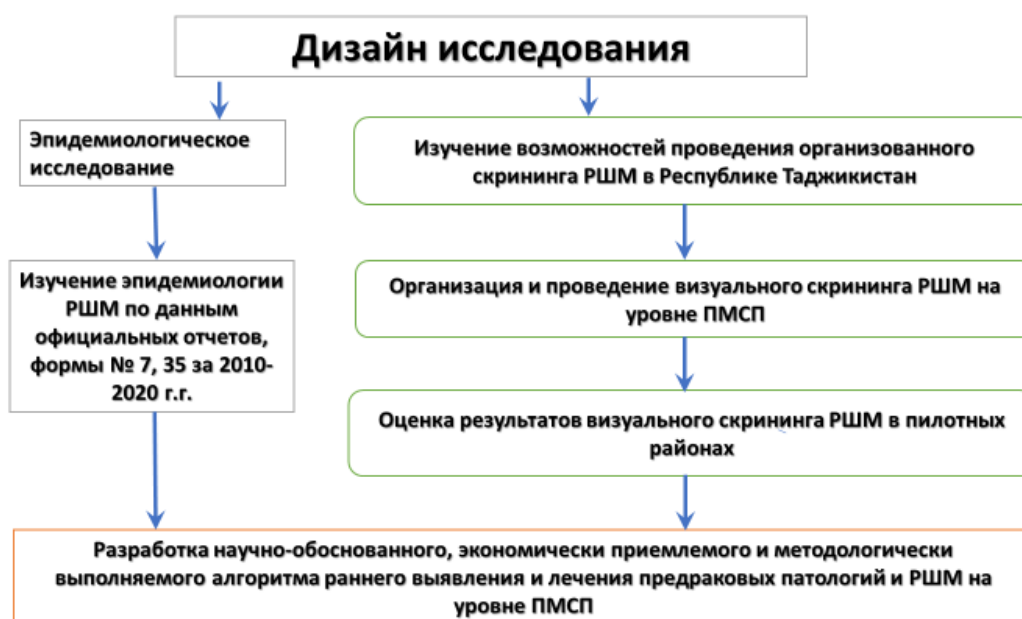 Дизайн исследования
Эпидемиологическое
исследование
Изучение возможностей проведения организованного
скрининга РШМ в Республике Таджикистан
Изучение эпидемиологии
РШМ по данным
официальных отчетов,
формы № 7, 35 за 2010-
2020 г.г.
Организация и проведение визуального скрининга РШМ на
уровне ПМСП
Оценка результатов визуального скрининга РШМ в пилотных
районах
Разработка научно-обоснованного, экономически приемлемого и методологически
выполняемого алгоритма раннего выявления и лечения предраковых патологий и РШМ на
уровне ПМСП